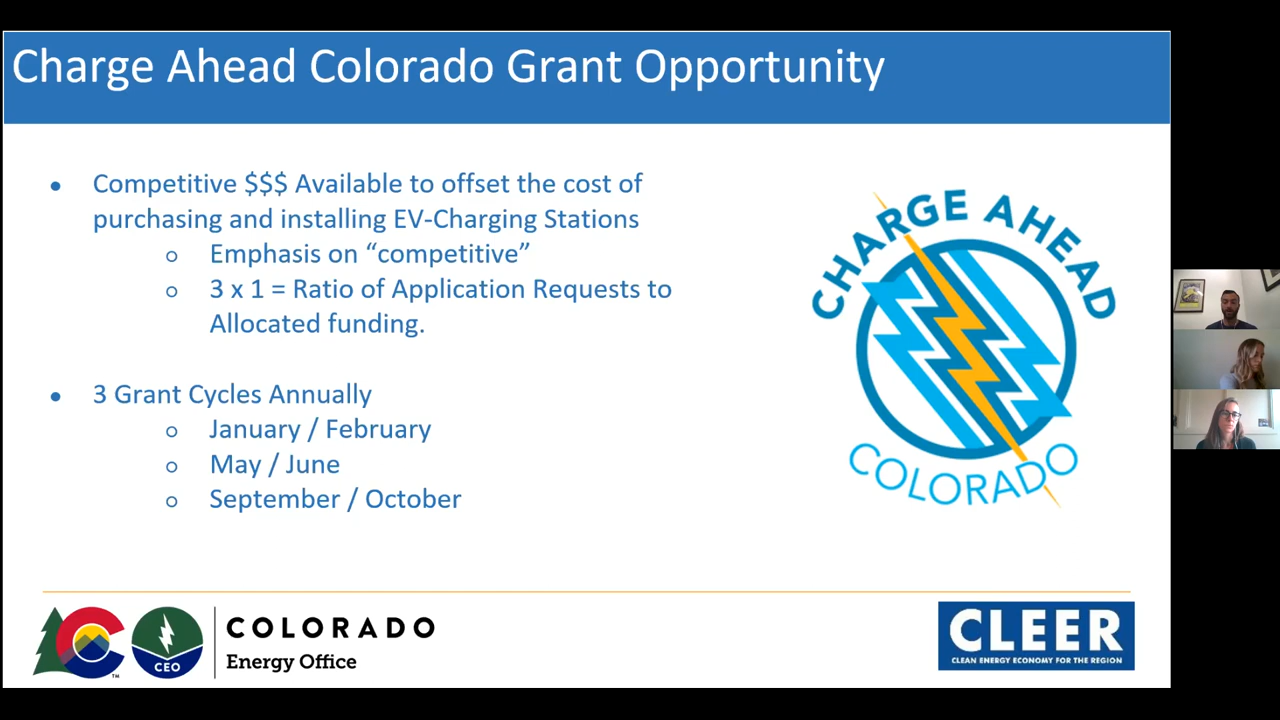 Charge Ahead Colorado Grant Opportunity
● Competitive $$$ Available to offset the cost of
purchasing and installing EV-Charging Stations
○ Emphasis on “competitive”
○ 3 x 1 = Ratio of Application Requests to
Allocated funding.
● 3 Grant Cycles Annually
○ January / February
○ May / June
○ September / October
CHARGE AHEAD
COLORADO
C
TM
CEO
COLORADO
Energy Office
CLEER
CLEAN ENERGY ECONOMY FOR THE REGION